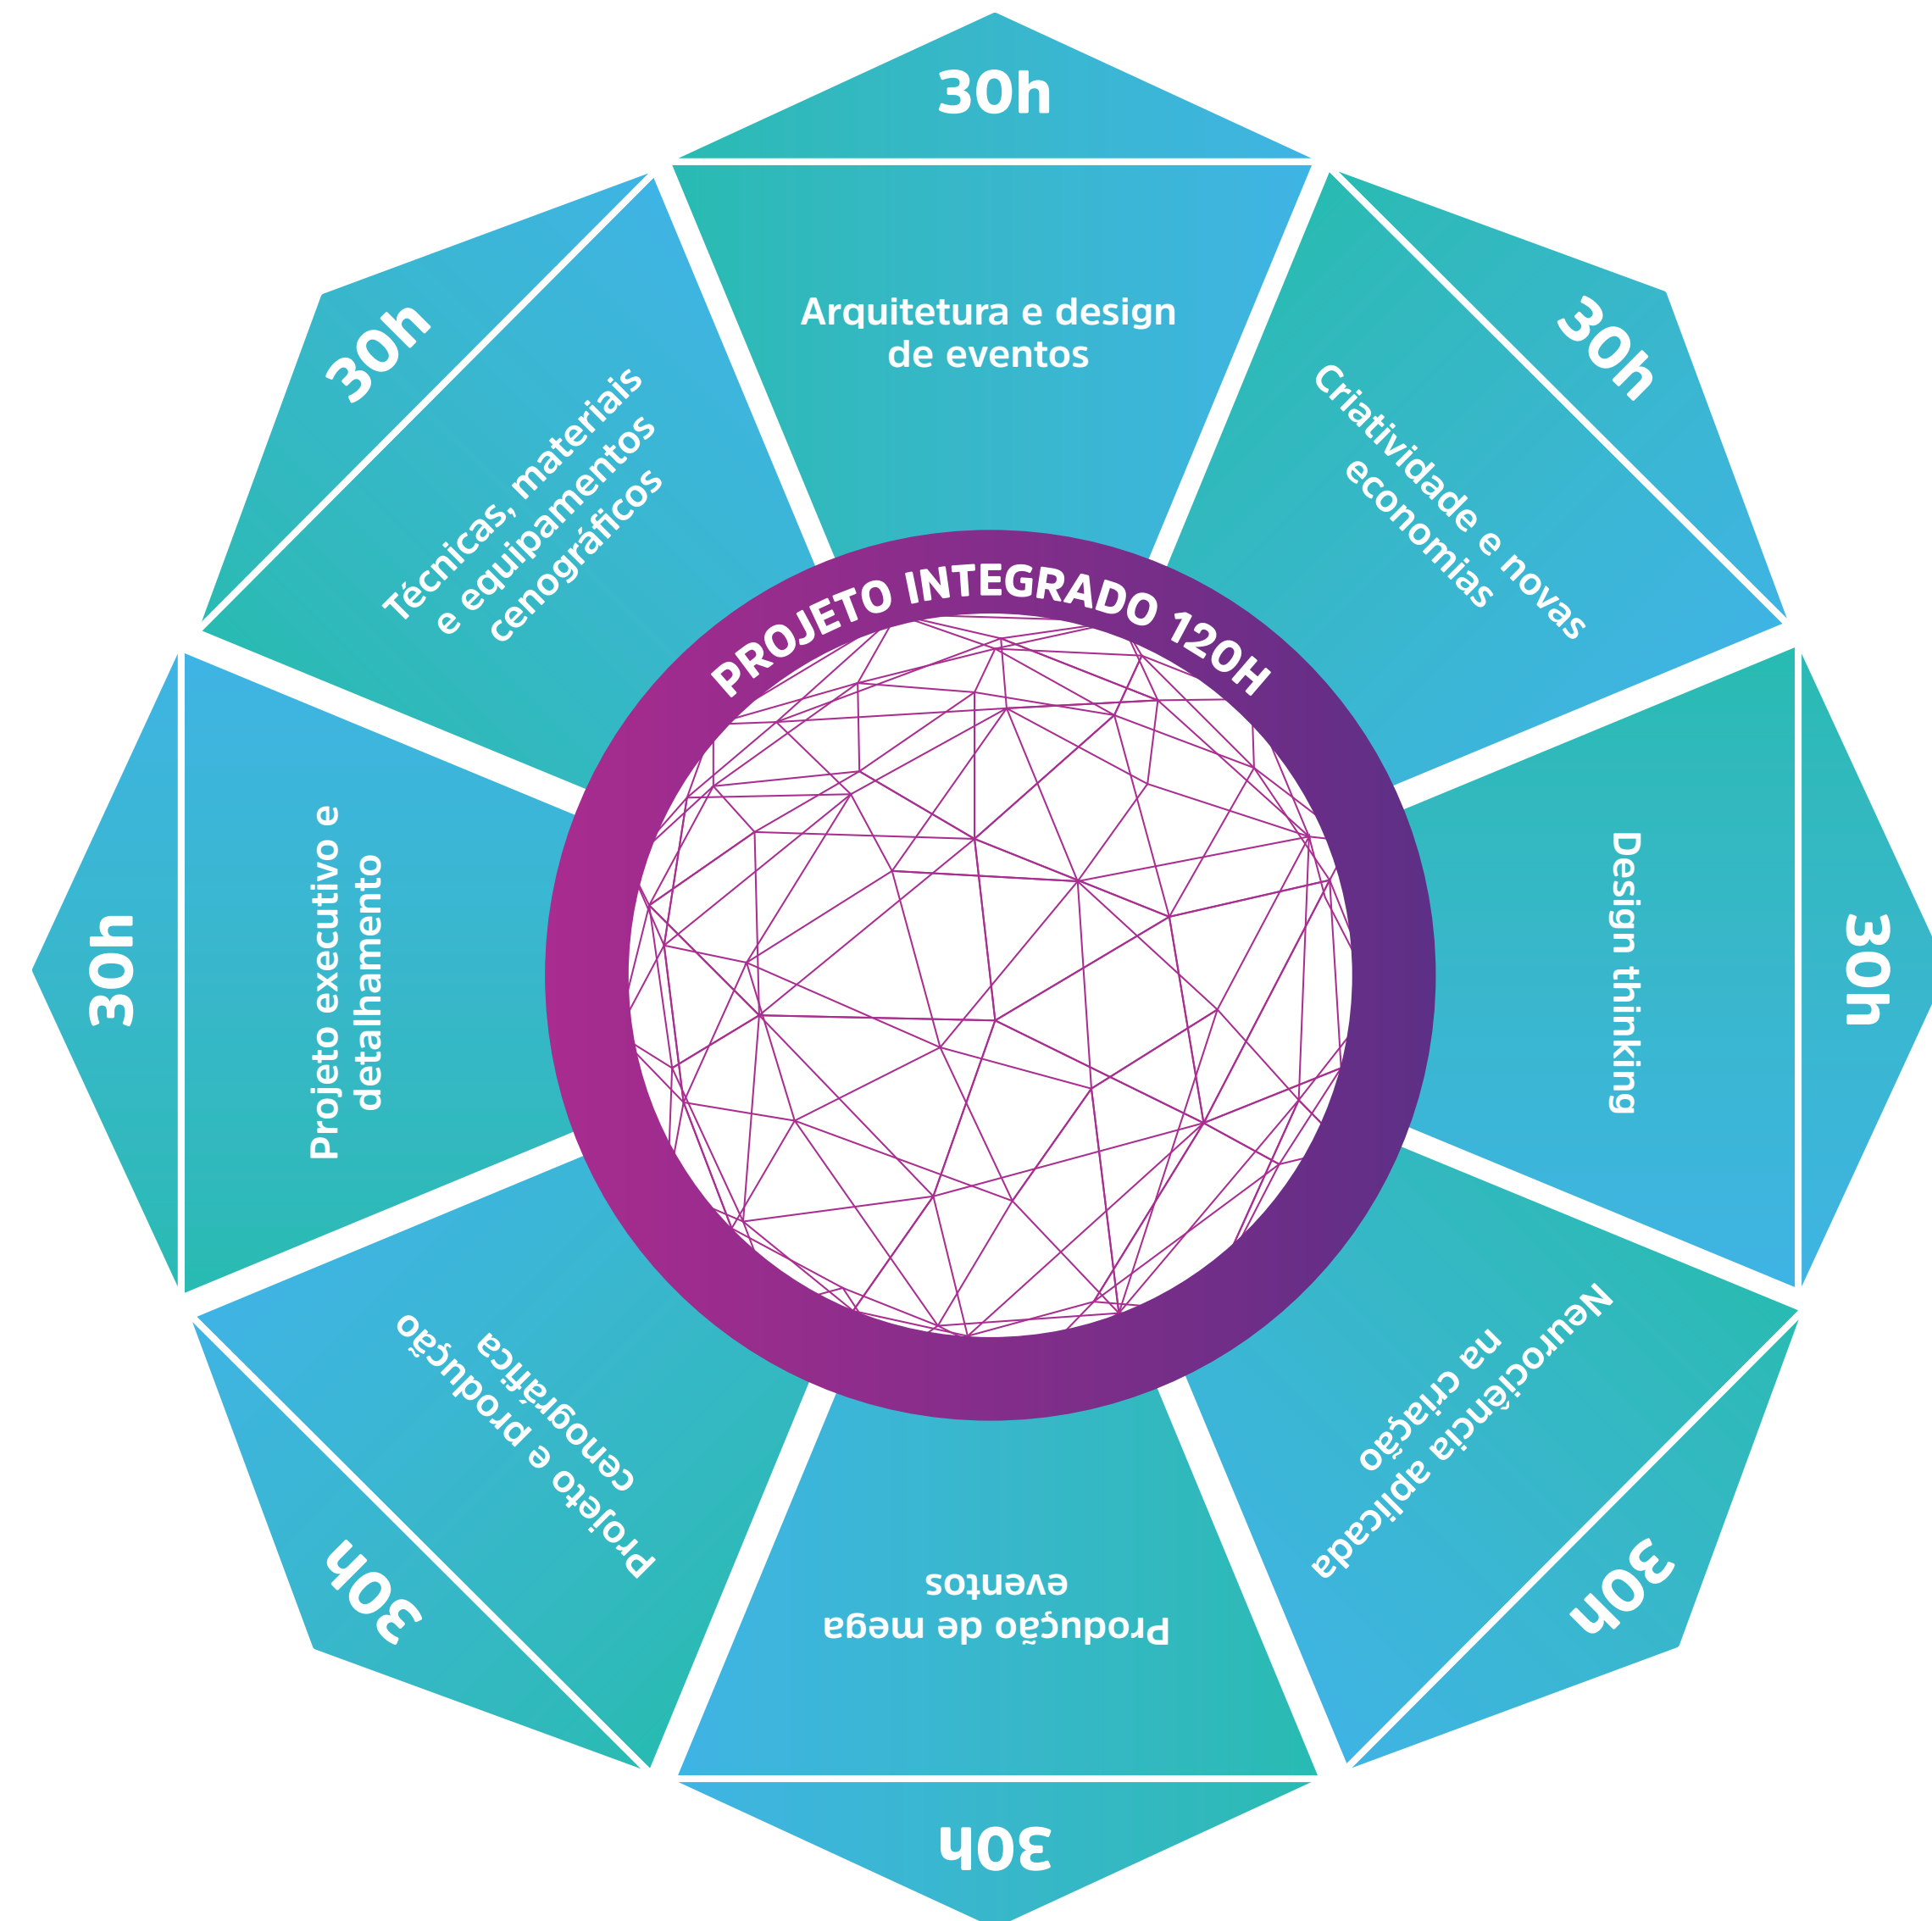 30h
Arquitetura e design
de eventos
30h
Criatividade e novas
economias
30h
Design thinking
30h
Neurociência aplicada
na criação
30h
Produção de mega
eventos
30h
Projeto e produção
cenográfica
30h
Projeto executivo e
detalhamento
30h
Técnicas, materiais
e equipamentos
cenográficos
PROJETO INTEGRADO 120H